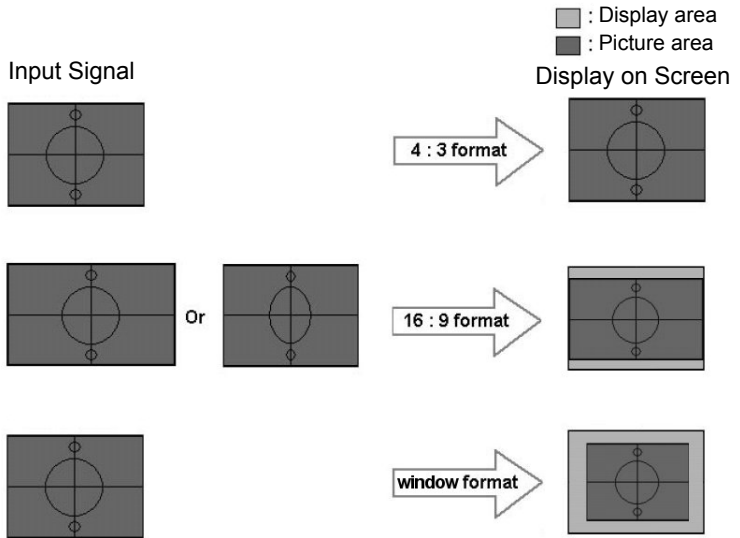 : Display area
: Picture area
Input Signal
Display on Screen
4 : 3 format
Or
16 : 9 format
window format